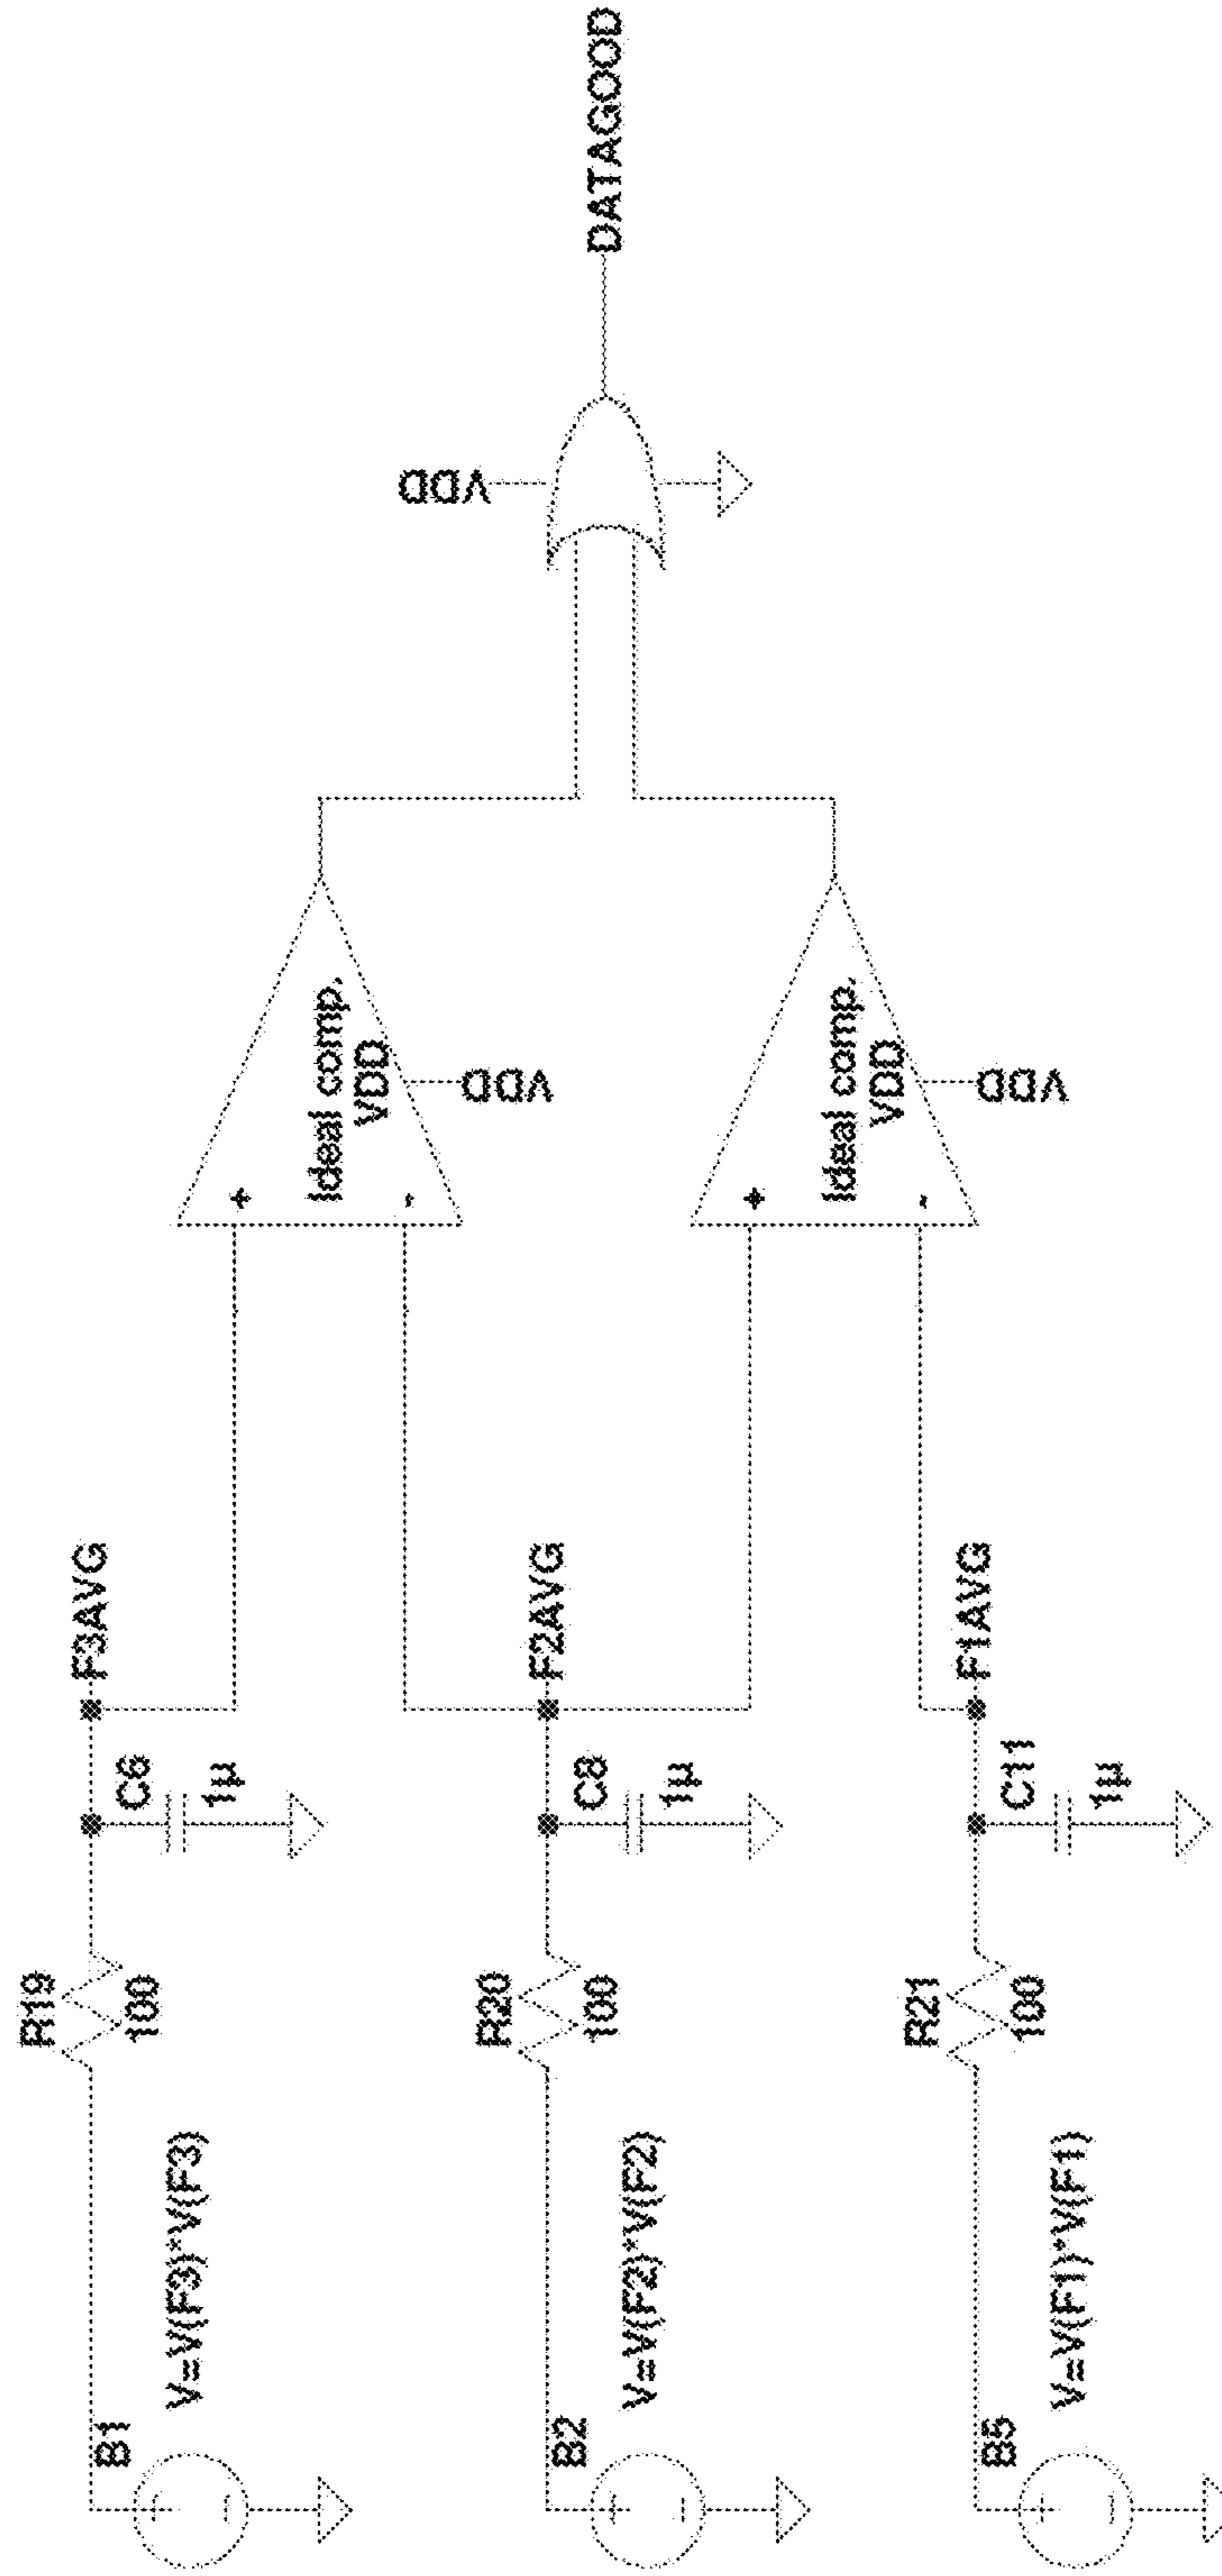 B1
V=V(F3)*V(F3)
R19
100
C6
1µ
F3AVG
+
-
Ideal comp.
VDD
VDD
B2
V=V(F2)*V(F2)
R20
100
C8
1µ
F2AVG
VDD
DATAGOOD
+
-
Ideal comp.
VDD
VDD
B5
V=V(F1)*V(F1)
R21
100
C11
1µ
F1AVG